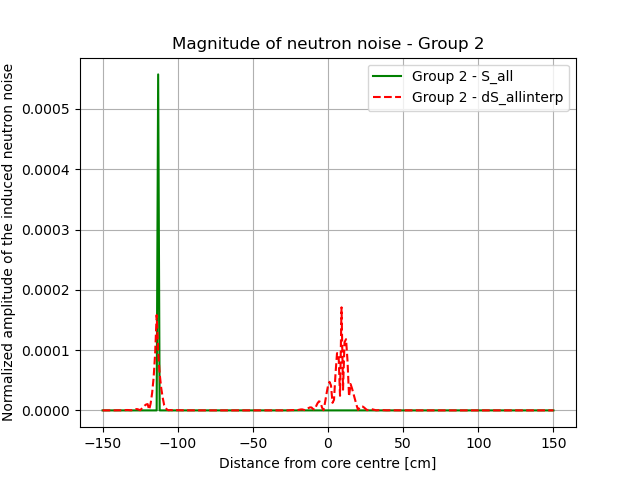 Magnitude of neutron noise - Group 2
Normalized amplitude of the induced neutron noise
Group 2 - S_all
Group 2 - dS_allinterp
0.0005
0.0004
0.0003
0.0002
0.0001
0.0000
−150 −100 −50 0 50 100 150
Distance from core centre [cm]